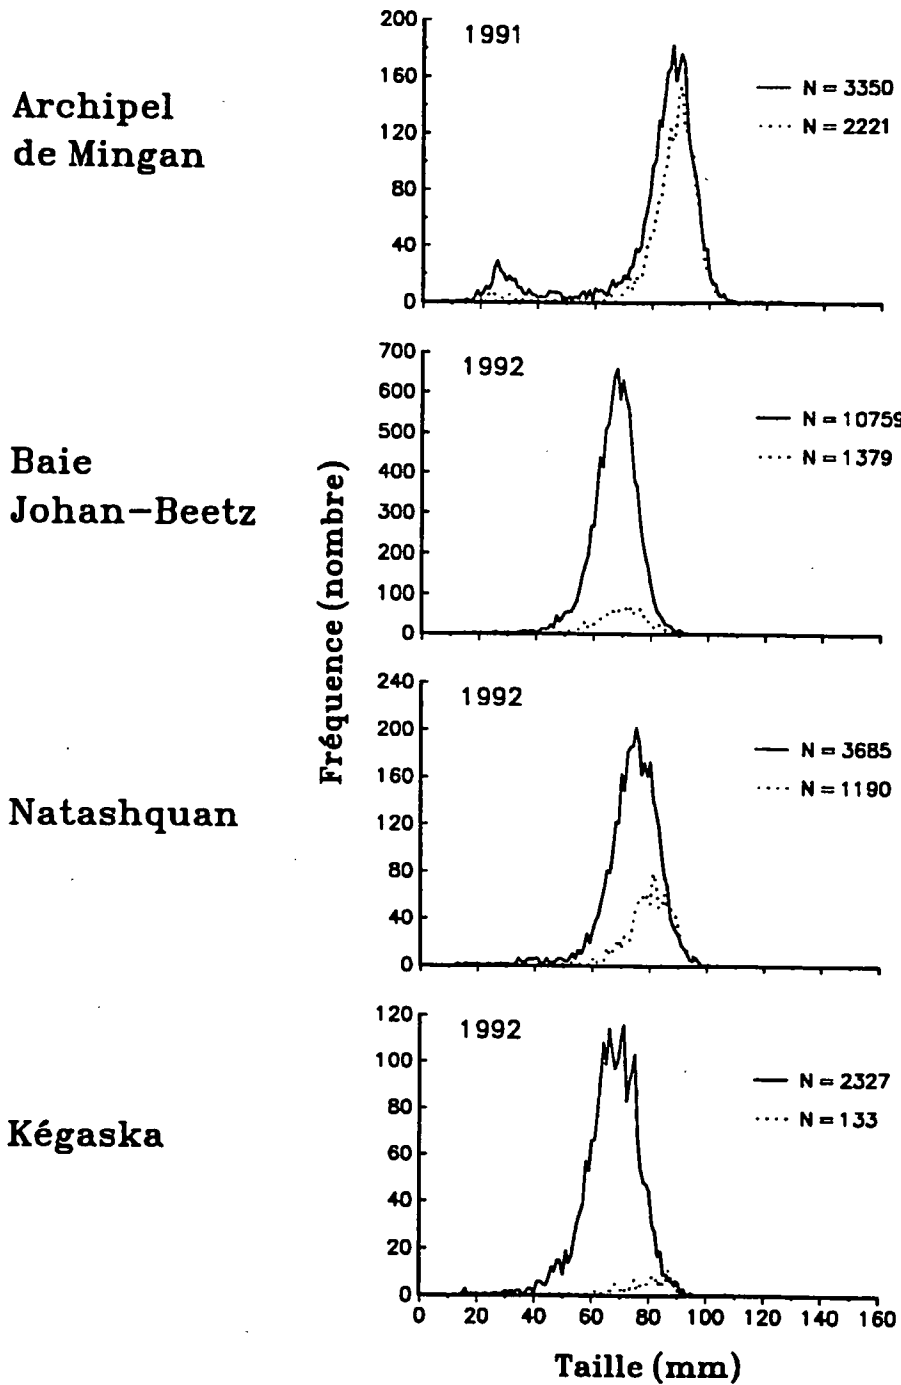 Archipel
de Mingan
1991
200
160
120
80
40
0
N = 3350
N = 2221
Baie
Johan-Beetz
1992
700
600
500
400
300
200
100
0
N = 10759
N = 1379
Fréquence (nombre)
Natashquan
1992
240
200
160
120
80
40
0
N = 3685
N = 1190
Kégaska
1992
120
100
80
60
40
20
0
N = 2327
N = 133
0 20 40 60 80 100 120 140 160
Taille (mm)